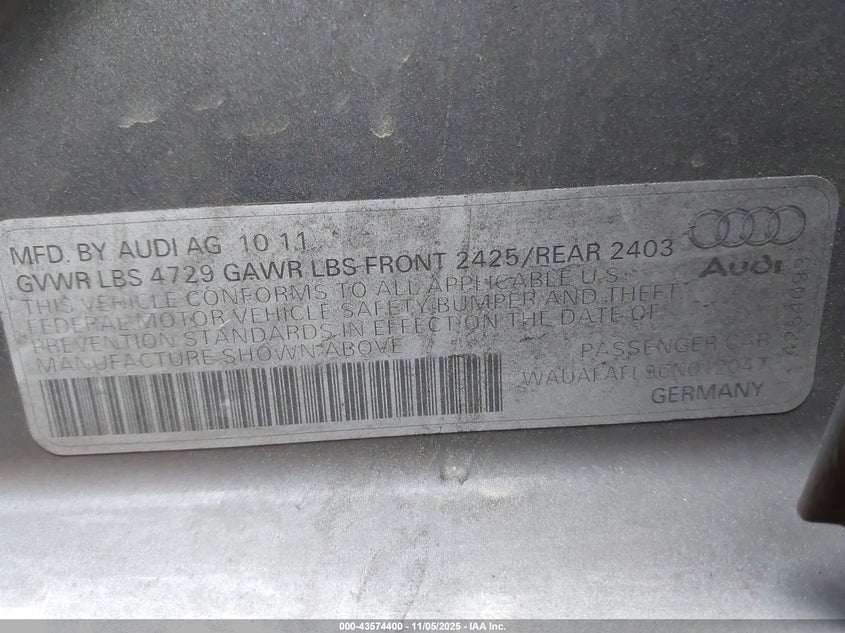 MFD. BY AUDI AG 10 11
GVWR LBS 4729 GAWR LBS FRONT 2425/REAR 2403
THIS VEHICLE CONFORMS TO ALL APPLICABLE U.S.
FEDERAL MOTOR VEHICLE SAFETY, BUMPER AND THEFT
PREVENTION STANDARDS IN EFFECT ON THE DATE OF
MANUFACTURE SHOWN ABOVE
Audi
PASSENGER CAR
WAUAFAFL9CN012047
GERMANY
000-43574400 - 11/05/2025 - IAA Inc.